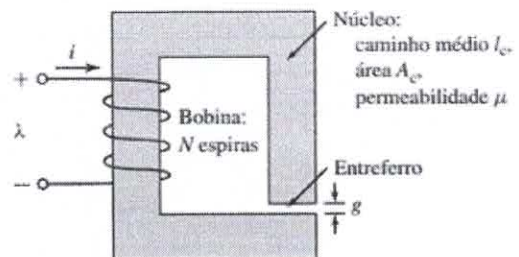 Núcleo:
caminho médio l_c,
área A_c,
permeabilidade μ
i
+
λ
−
Bobina:
N espiras
Entreferro
g